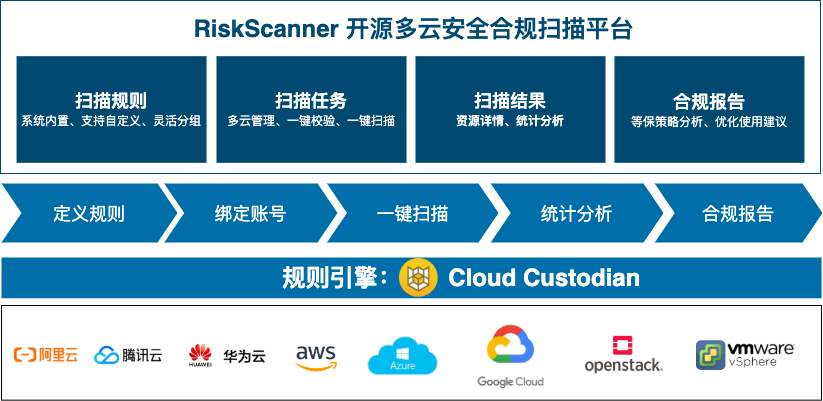 RiskScanner 开源多云安全合规扫描平台
扫描规则
系统内置、支持自定义、灵活分组
扫描任务
多云管理、一键校验、一键扫描
扫描结果
资源详情、统计分析
合规报告
等保策略分析、优化使用建议
定义规则
绑定账号
一键扫描
统计分析
合规报告
规则引擎： Cloud Custodian
阿里云
腾讯云
HUAWEI
华为云
aws
Azure
Google Cloud
openstack.
vmware
vSphere